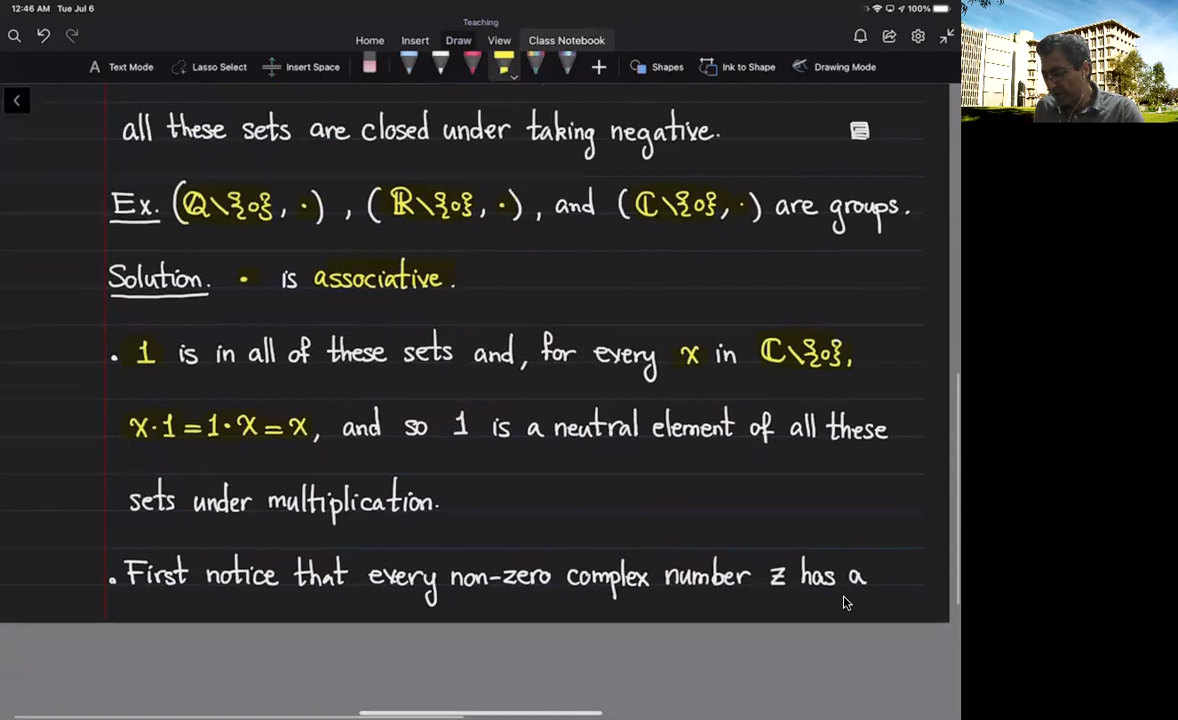 12:46 AM Tue Jul 6
100%
Teaching
Home Insert Draw View Class Notebook
Text Mode Lasso Select Insert Space Shapes Ink to Shape Drawing Mode
all these sets are closed under taking negative.
Ex. (ℚ\{0}, ·), (ℝ\{0}, ·), and (ℂ\{0}, ·) are groups.
Solution. · is associative.
· 1 is in all of these sets and, for every x in ℂ\{0},
x·1=1·x=x, and so 1 is a neutral element of all these
sets under multiplication.
· First notice that every non-zero complex number z has a